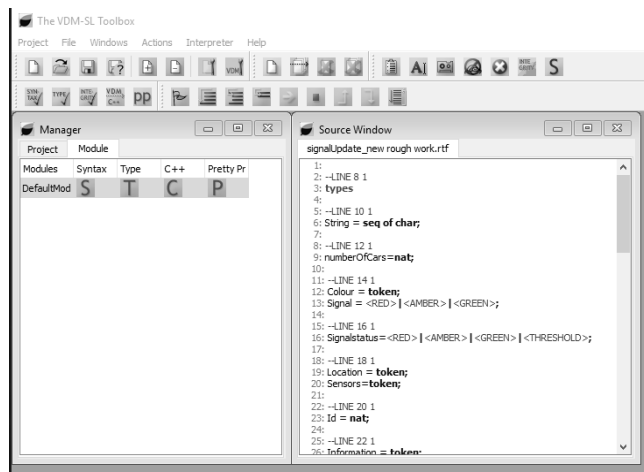 The VDM-SL Toolbox
Project File Windows Actions Interpreter Help
SYN TAX TYPE INTE GRITY VDM C++ PP
Manager
Project Module
Modules Syntax Type C++ Pretty Pr
DefaultMod S T C P
Source Window
signalUpdate_new rough work.rtf
1:
2: --LINE 8 1
3: types
4:
5: --LINE 10 1
6: String = seq of char;
7:
8: --LINE 12 1
9: numberOfCars=nat;
10:
11: --LINE 14 1
12: Colour = token;
13: Signal = <RED>|<AMBER>|<GREEN>;
14:
15: --LINE 16 1
16: Signalstatus=<RED>|<AMBER>|<GREEN>|<THRESHOLD>;
17:
18: --LINE 18 1
19: Location = token;
20: Sensors=token;
21:
22: --LINE 20 1
23: Id = nat;
24:
25: --LINE 22 1
26: Information = token;